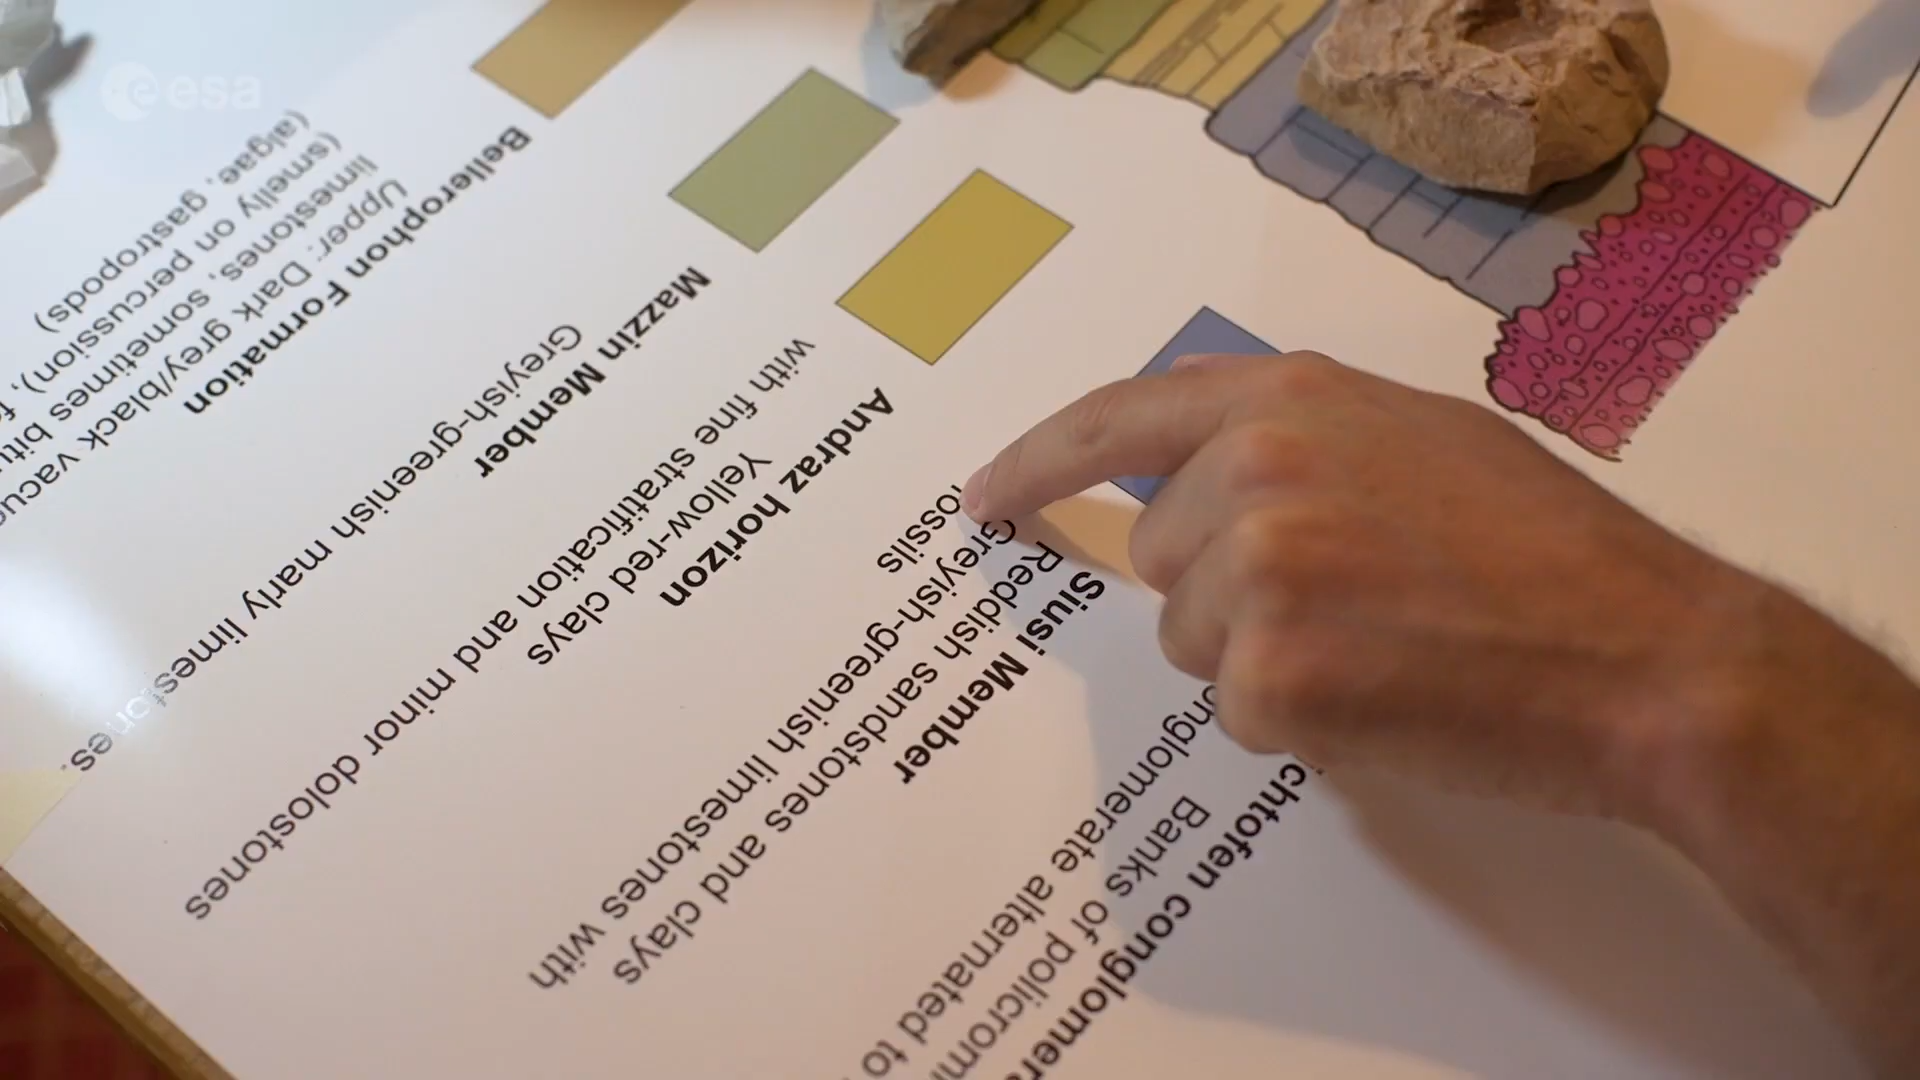 chtofen conglomer
Banks of policrom
onglomerate alternated to
Siusi Member
Reddish sandstones and clays
Greyish-greenish limestones with
fossils
Andraz horizon
Yellow-red clays
with fine stratification and minor dolostones
Mazzin Member
Greyish-greenish marly limestones.
Bellerophon Formation
Upper: Dark grey/black vacuo
limestones, sometimes bitu
(smelly on percussion), f
(algae, gastropods)
esa